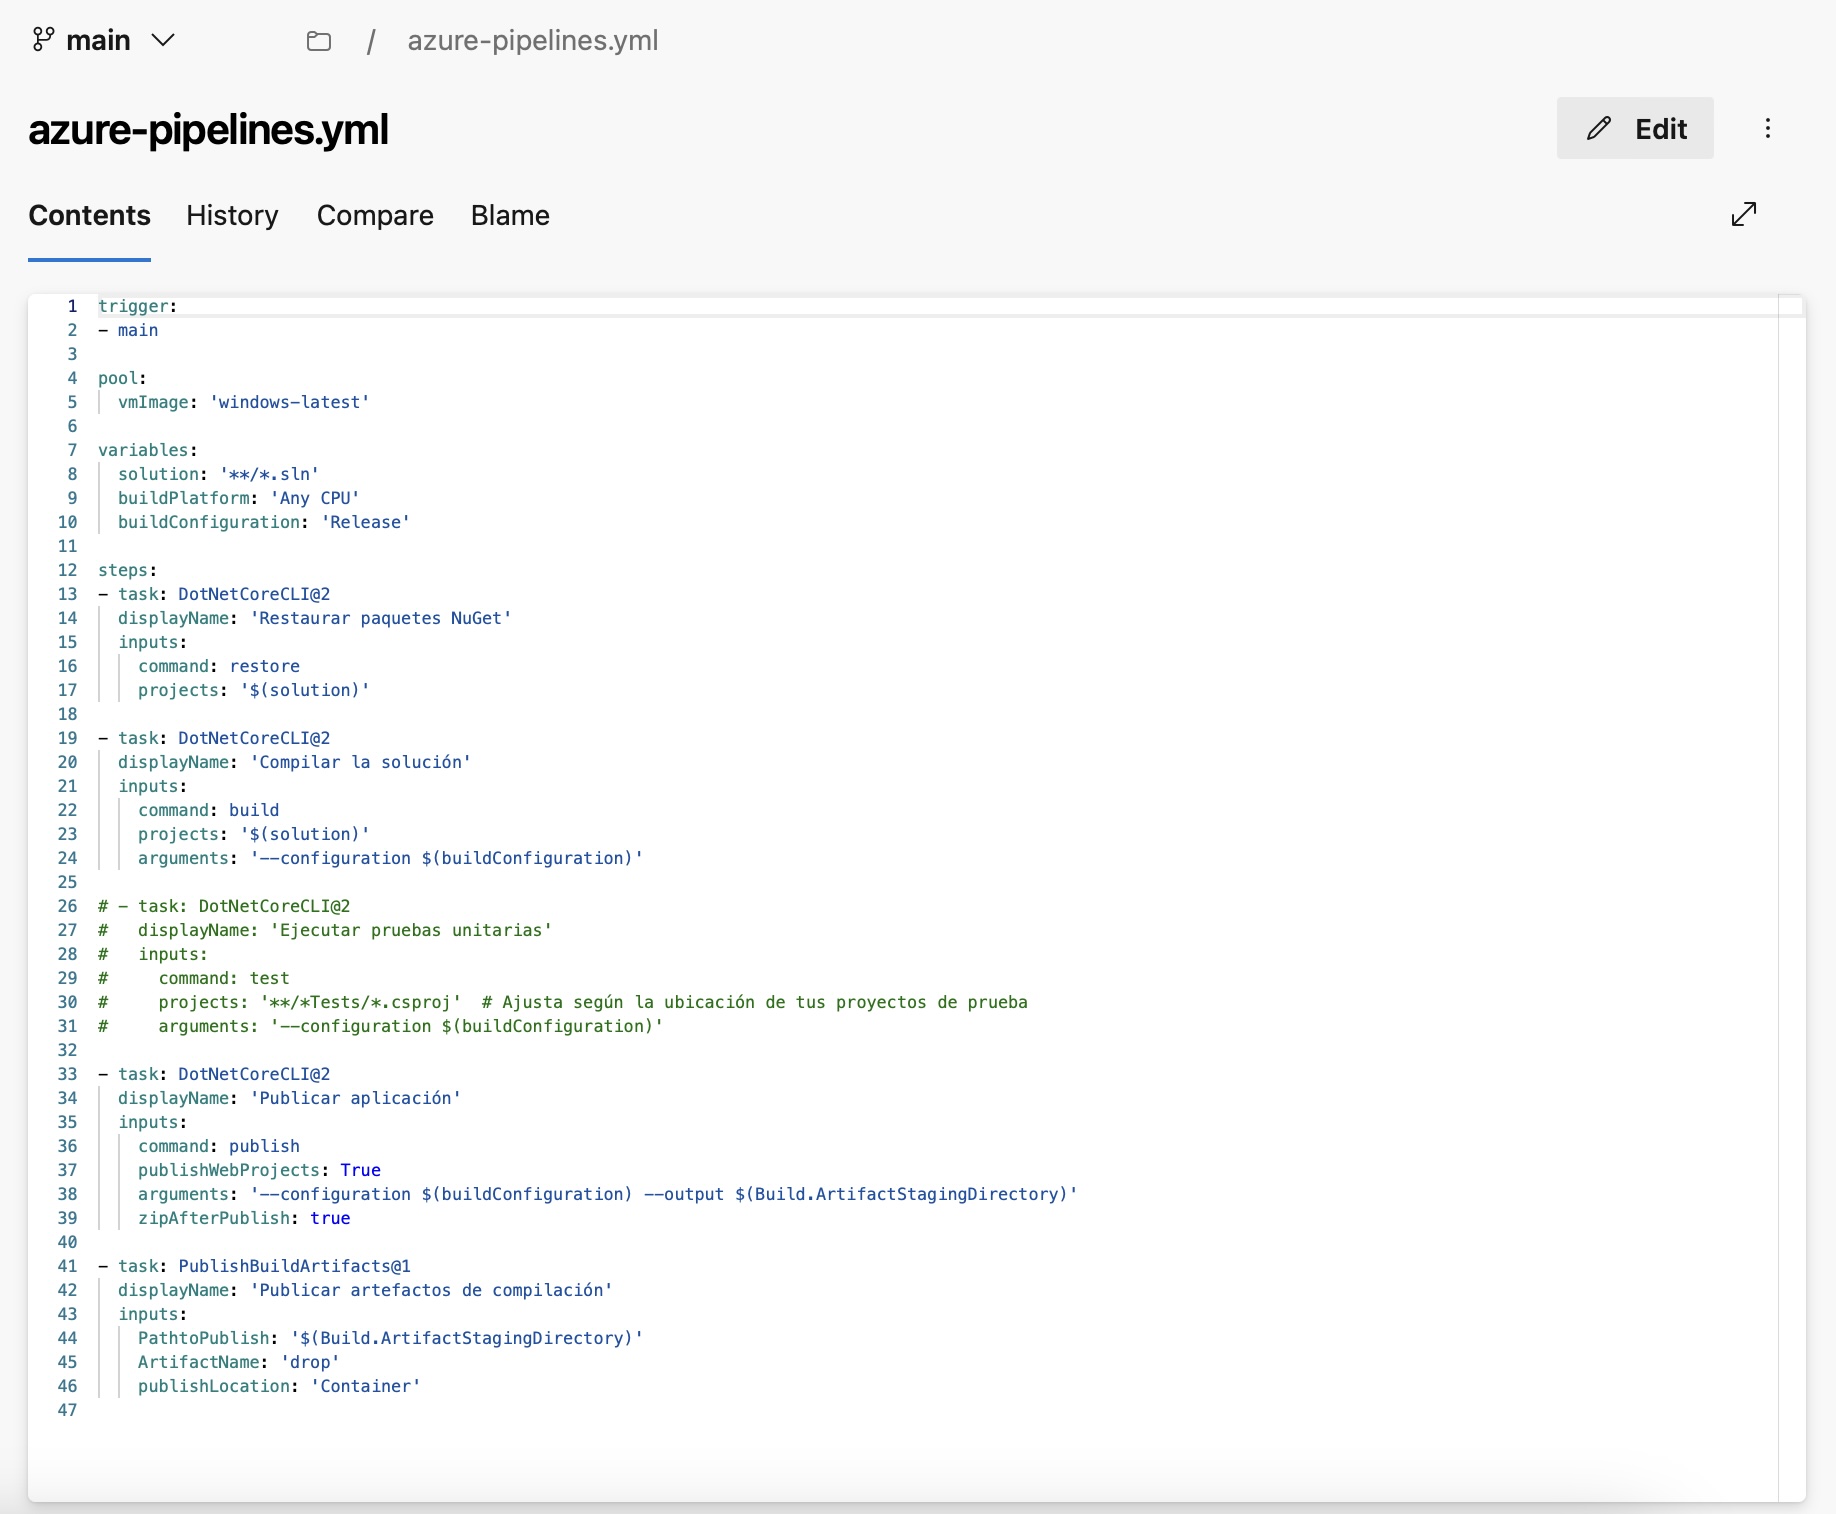 main
/ azure-pipelines.yml
azure-pipelines.yml
Edit
Contents History Compare Blame
1 trigger:
2 - main
3
4 pool:
5   vmImage: 'windows-latest'
6
7 variables:
8   solution: '**/*.sln'
9   buildPlatform: 'Any CPU'
10   buildConfiguration: 'Release'
11
12 steps:
13 - task: DotNetCoreCLI@2
14   displayName: 'Restaurar paquetes NuGet'
15   inputs:
16     command: restore
17     projects: '$(solution)'
18
19 - task: DotNetCoreCLI@2
20   displayName: 'Compilar la solución'
21   inputs:
22     command: build
23     projects: '$(solution)'
24     arguments: '--configuration $(buildConfiguration)'
25
26 # - task: DotNetCoreCLI@2
27 #   displayName: 'Ejecutar pruebas unitarias'
28 #   inputs:
29 #     command: test
30 #     projects: '**/*Tests/*.csproj'  # Ajusta según la ubicación de tus proyectos de prueba
31 #     arguments: '--configuration $(buildConfiguration)'
32
33 - task: DotNetCoreCLI@2
34   displayName: 'Publicar aplicación'
35   inputs:
36     command: publish
37     publishWebProjects: True
38     arguments: '--configuration $(buildConfiguration) --output $(Build.ArtifactStagingDirectory)'
39     zipAfterPublish: true
40
41 - task: PublishBuildArtifacts@1
42   displayName: 'Publicar artefactos de compilación'
43   inputs:
44     PathtoPublish: '$(Build.ArtifactStagingDirectory)'
45     ArtifactName: 'drop'
46     publishLocation: 'Container'
47